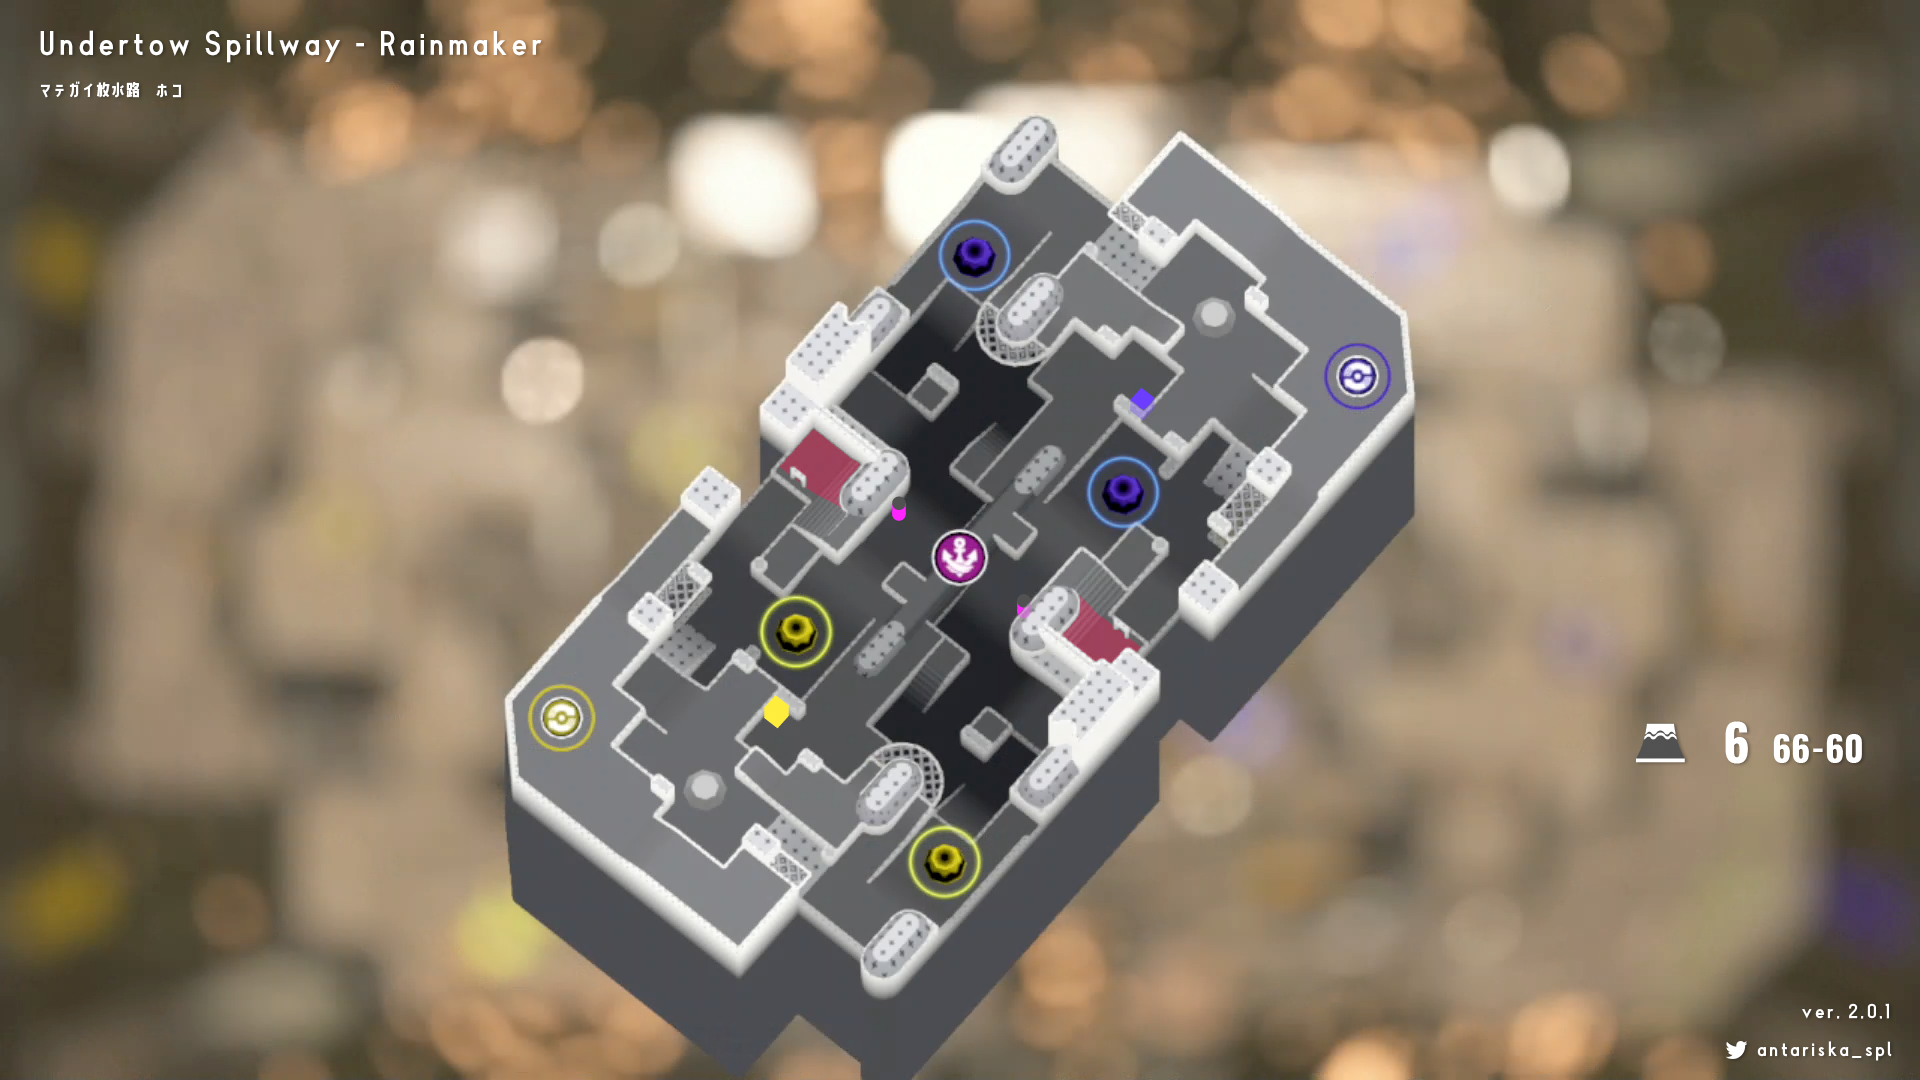 Undertow Spillway - Rainmaker
マテガイ放水路　ホコ
6 66-60
ver. 2.0.1
antariska_spl